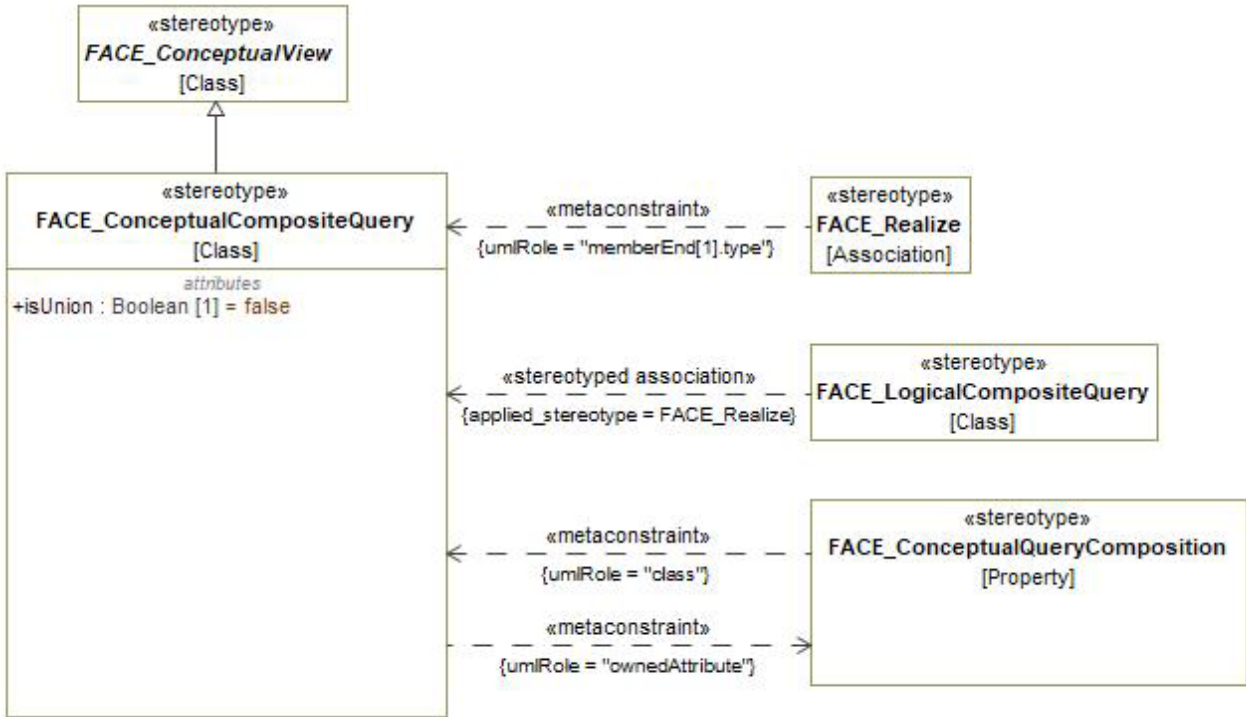 «stereotype»
FACE_ConceptualView
[Class]
«stereotype»
FACE_ConceptualCompositeQuery
[Class]
attributes
+isUnion : Boolean [1] = false
«metaconstraint»
{umlRole = "memberEnd[1].type"}
«stereotype»
FACE_Realize
[Association]
«stereotyped association»
{applied_stereotype = FACE_Realize}
«stereotype»
FACE_LogicalCompositeQuery
[Class]
«metaconstraint»
{umlRole = "class"}
«metaconstraint»
{umlRole = "ownedAttribute"}
«stereotype»
FACE_ConceptualQueryComposition
[Property]